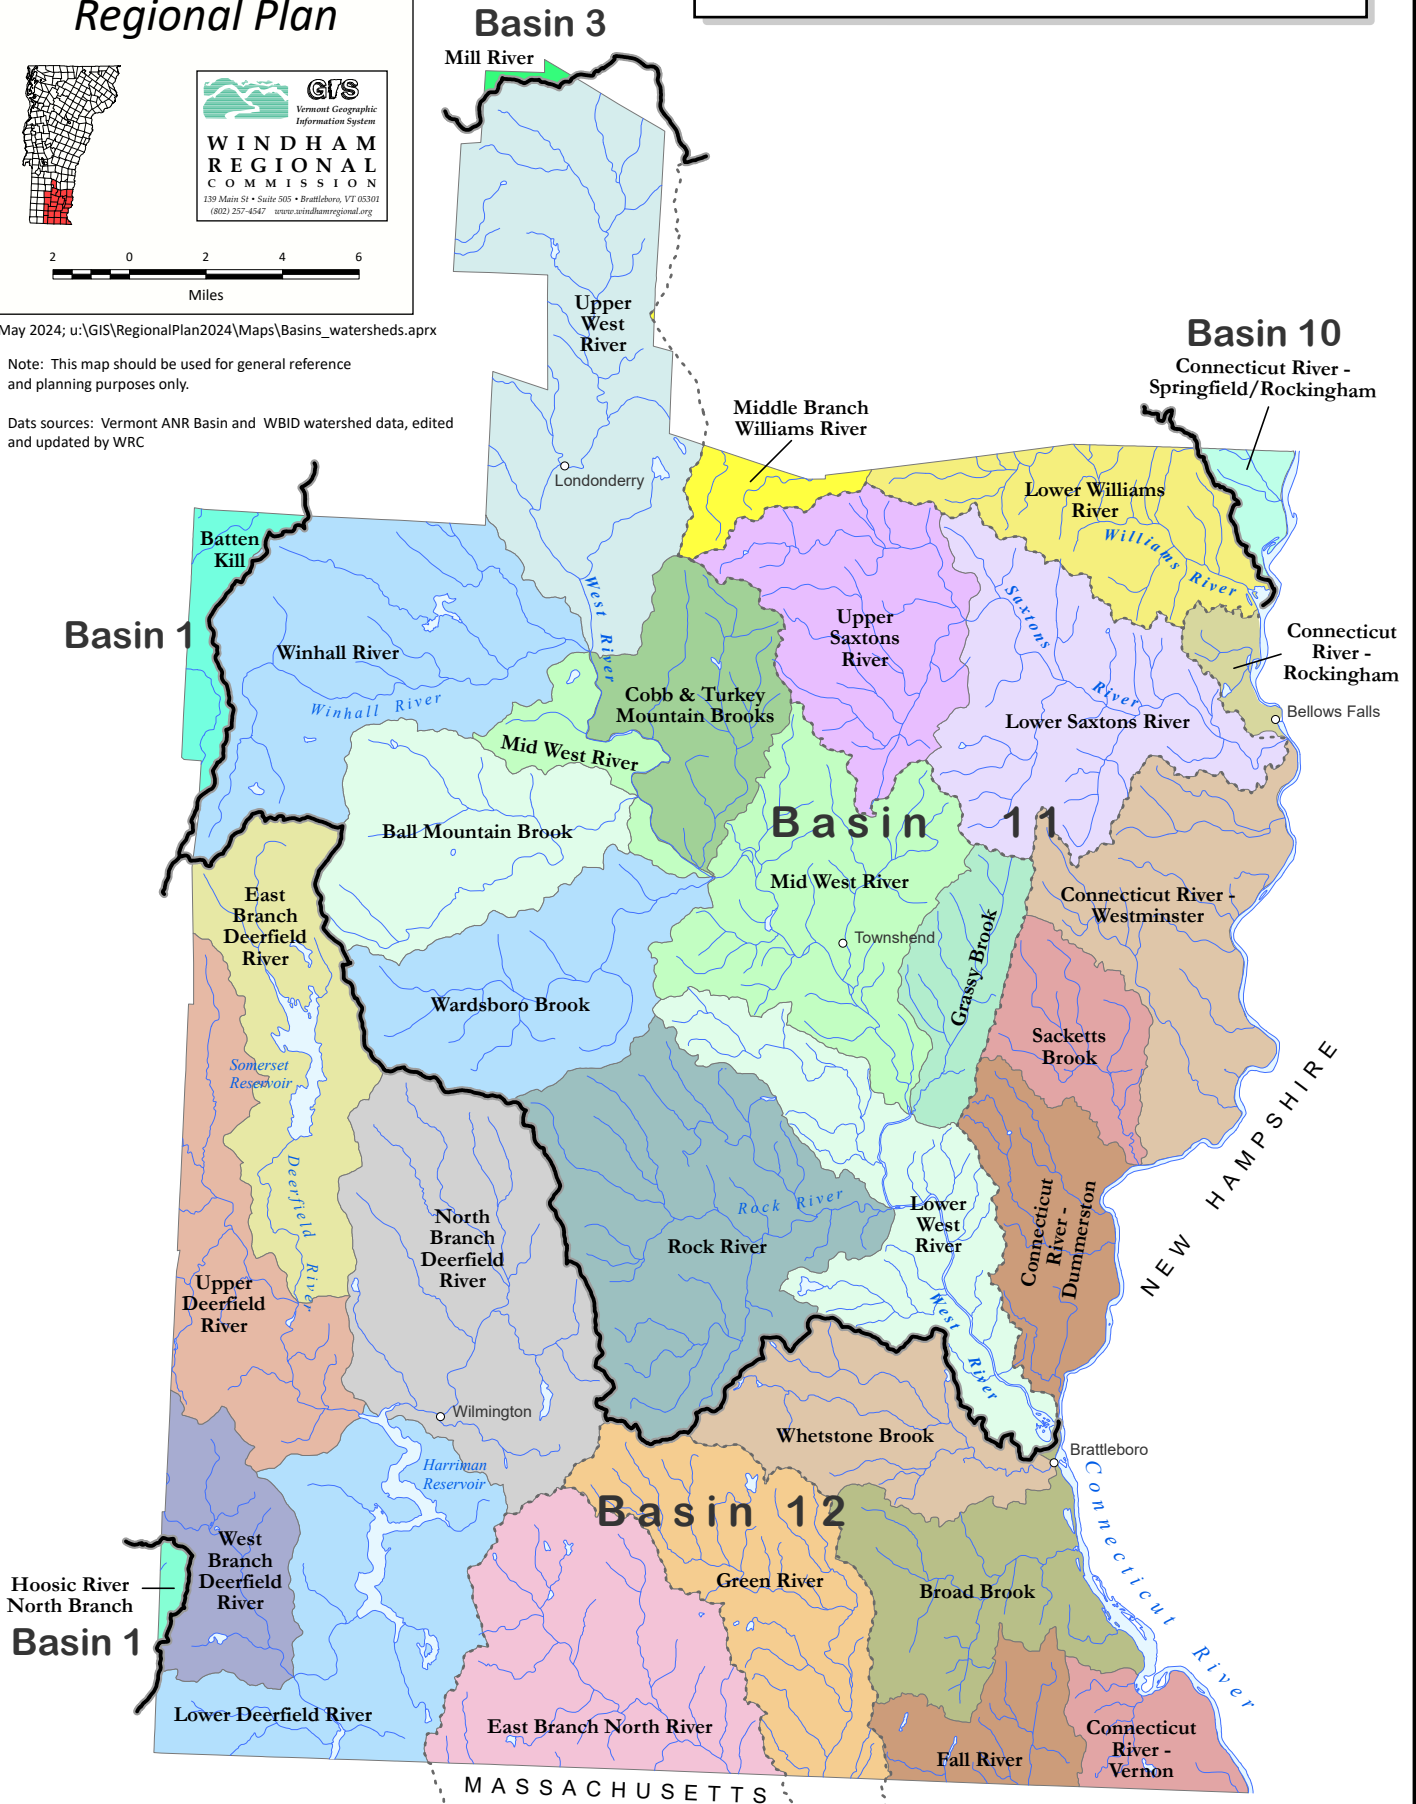 Regional Plan
GIS
Vermont Geographic
Information System
WINDHAM
REGIONAL
COMMISSION
139 Main St • Suite 505 • Brattleboro, VT 05301
(802) 257-4547 www.windhamregional.org
2 0 2 4 6
Miles
May 2024; u:\GIS\RegionalPlan2024\Maps\Basins_watersheds.aprx
Note: This map should be used for general reference
and planning purposes only.
Dats sources: Vermont ANR Basin and WBID watershed data, edited
and updated by WRC
Basin 3
Mill River
Upper
West
River
Basin 10
Connecticut River -
Springfield/Rockingham
Middle Branch
Williams River
Londonderry
Lower Williams
River
Williams River
Batten
Kill
Basin 1
Winhall River
Winhall River
West River
Upper
Saxtons
River
Saxtons
River
Connecticut
River -
Rockingham
Bellows Falls
Cobb & Turkey
Mountain Brooks
Lower Saxtons River
Mid West River
Ball Mountain Brook
Basin 11
Mid West River
Connecticut River -
Westminster
East
Branch
Deerfield
River
Townshend
Grassy Brook
Wardsboro Brook
Sacketts
Brook
Somerset
Reservoir
Deerfield
River
NEW HAMPSHIRE
Rock River
Rock River
North
Branch
Deerfield
River
Lower
West
River
Connecticut
River -
Dummerston
Upper
Deerfield
River
West
River
Wilmington
Whetstone Brook
Brattleboro
Harriman
Reservoir
Basin 12
Connecticut River
West
Branch
Deerfield
River
Hoosic River
North Branch
Basin 1
Green River
Broad Brook
Lower Deerfield River
East Branch North River
Fall River
Connecticut
River -
Vernon
MASSACHUSETTS